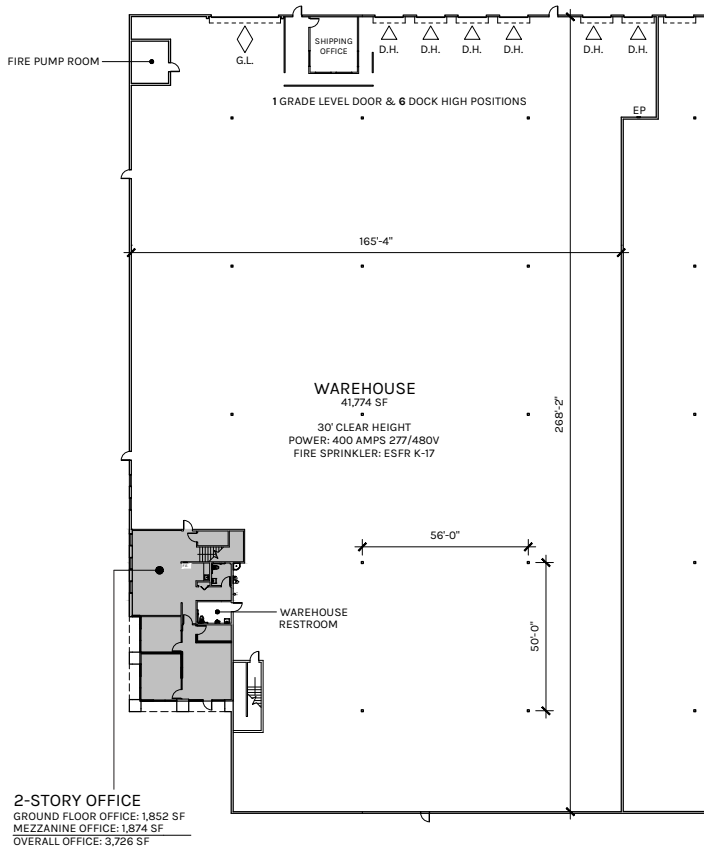 FIRE PUMP ROOM
G.L.
SHIPPING
OFFICE
D.H.
D.H.
D.H.
D.H.
D.H.
D.H.
1 GRADE LEVEL DOOR & 6 DOCK HIGH POSITIONS
EP
165'-4"
268'-2"
WAREHOUSE
41,774 SF
30' CLEAR HEIGHT
POWER: 400 AMPS 277/480V
FIRE SPRINKLER: ESFR K-17
56'-0"
50'-0"
WAREHOUSE
RESTROOM
2-STORY OFFICE
GROUND FLOOR OFFICE: 1,852 SF
MEZZANINE OFFICE: 1,874 SF
OVERALL OFFICE: 3,726 SF